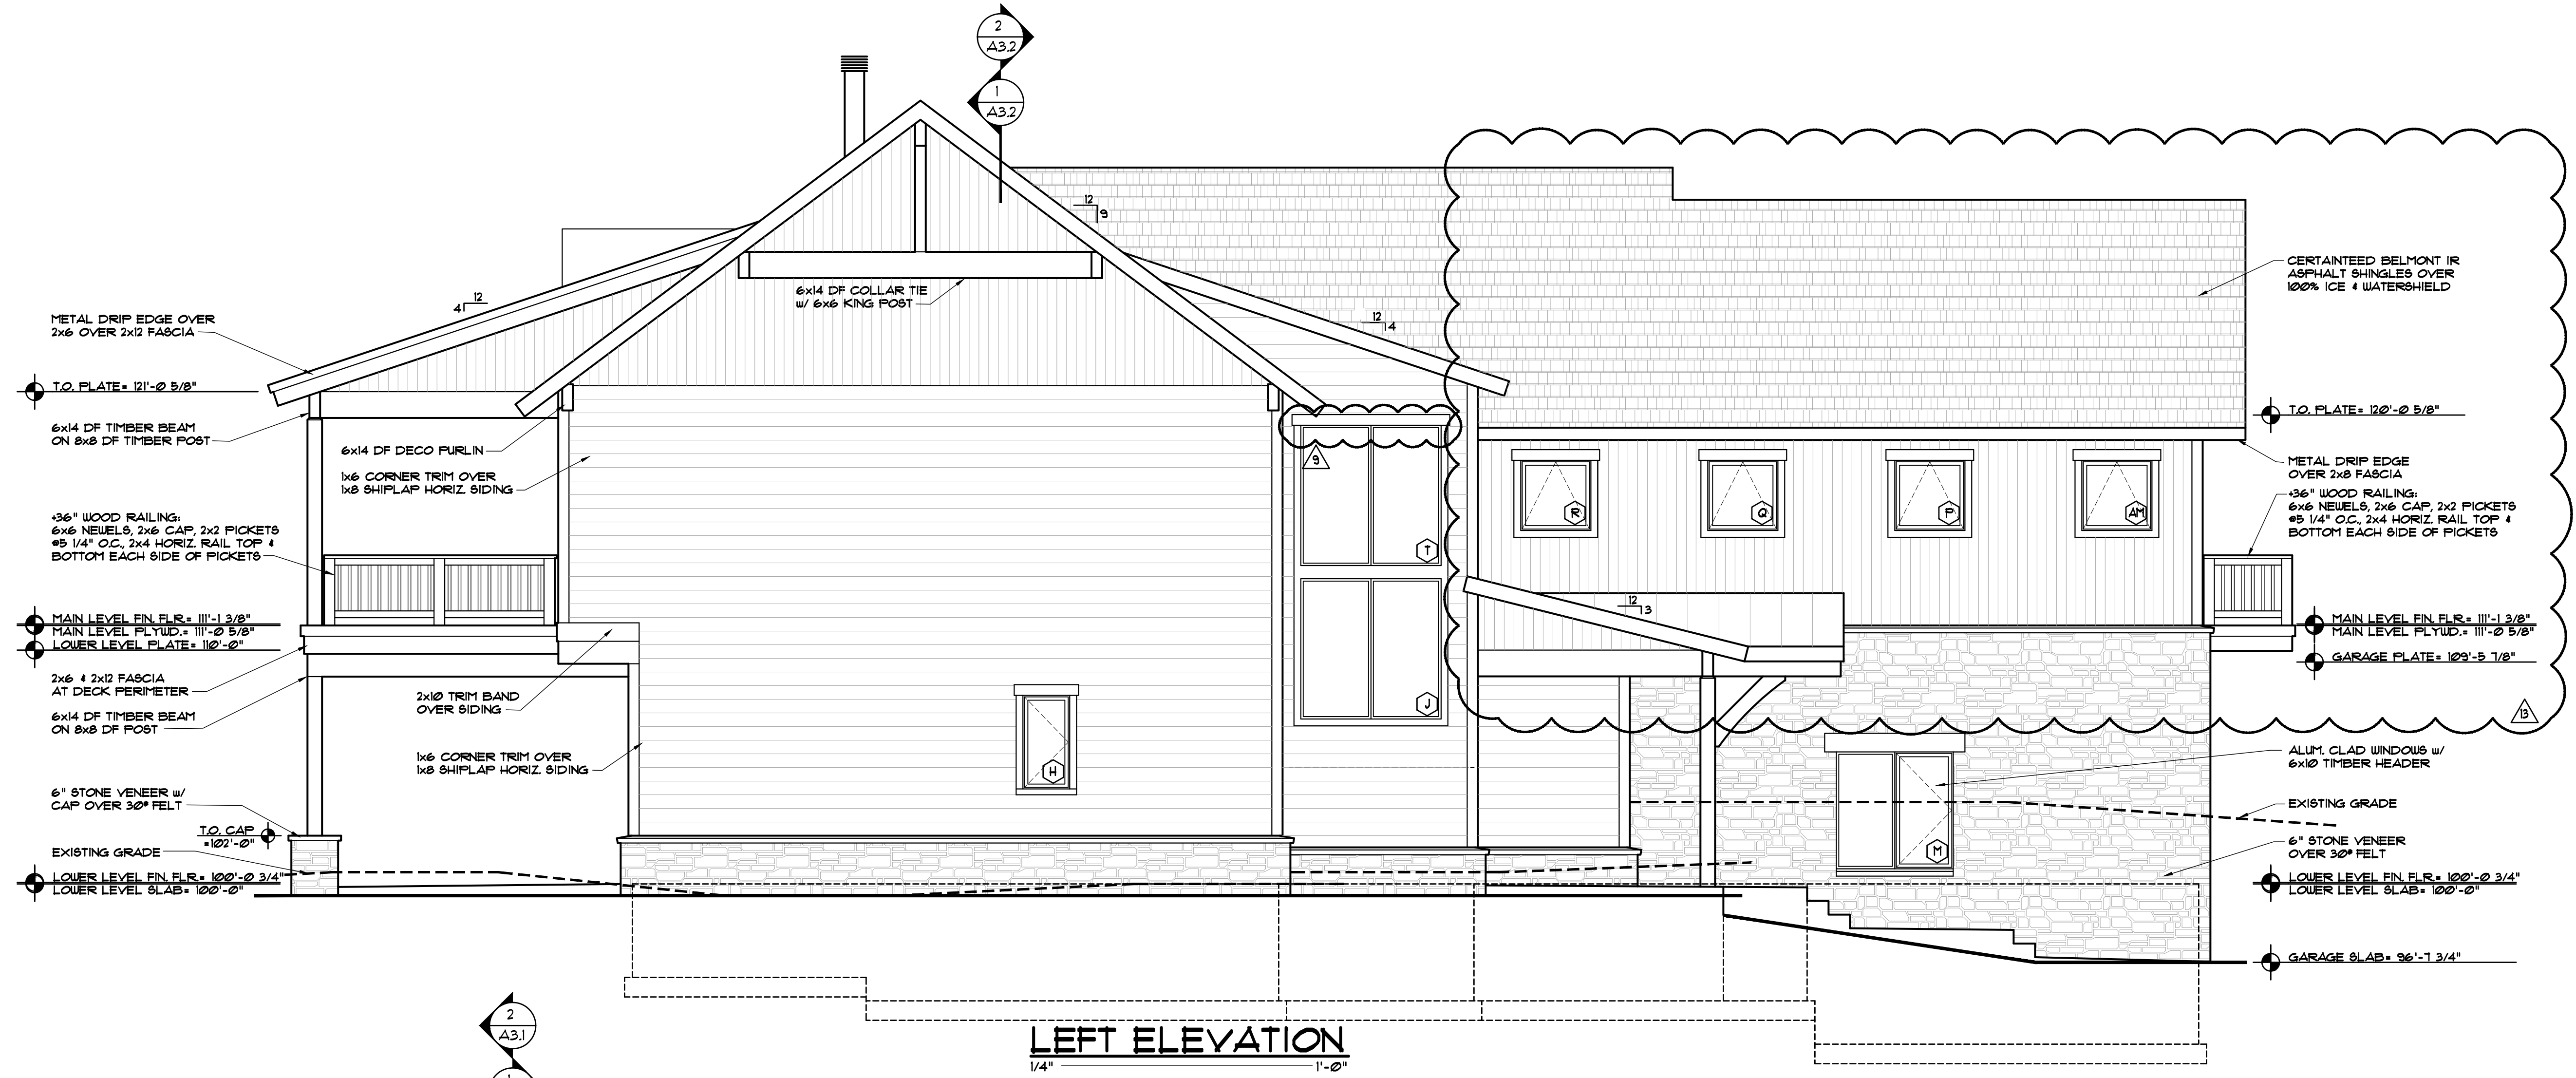 2
A3.2
1
A3.2
12
9
CERTAINTEED BELMONT IR
ASPHALT SHINGLES OVER
100% ICE & WATERSHIELD
6x14 DF COLLAR TIE
w/ 6x6 KING POST
12
4
METAL DRIP EDGE OVER
2x6 OVER 2x12 FASCIA
12
4
T.O. PLATE= 121'-0 5/8"
T.O. PLATE= 120'-0 5/8"
6x14 DF TIMBER BEAM
ON 8x8 DF TIMBER POST
6x14 DF DECO PURLIN
1x6 CORNER TRIM OVER
1x8 SHIPLAP HORIZ. SIDING
9
METAL DRIP EDGE
OVER 2x8 FASCIA
+36" WOOD RAILING:
6x6 NEWELS, 2x6 CAP, 2x2 PICKETS
@5 1/4" O.C., 2x4 HORIZ. RAIL TOP &
BOTTOM EACH SIDE OF PICKETS
R
Q
P
AM
+36" WOOD RAILING:
6x6 NEWELS, 2x6 CAP, 2x2 PICKETS
@5 1/4" O.C., 2x4 HORIZ. RAIL TOP &
BOTTOM EACH SIDE OF PICKETS
T
12
3
MAIN LEVEL FIN. FLR.= 111'-1 3/8"
MAIN LEVEL PLYWD.= 111'-0 5/8"
LOWER LEVEL PLATE= 110'-0"
MAIN LEVEL FIN. FLR.= 111'-1 3/8"
MAIN LEVEL PLYWD.= 111'-0 5/8"
GARAGE PLATE= 109'-5 7/8"
2x6 & 2x12 FASCIA
AT DECK PERIMETER
2x10 TRIM BAND
OVER SIDING
J
13
6x14 DF TIMBER BEAM
ON 8x8 DF POST
1x6 CORNER TRIM OVER
1x8 SHIPLAP HORIZ. SIDING
H
ALUM. CLAD WINDOWS w/
6x10 TIMBER HEADER
6" STONE VENEER w/
CAP OVER 30# FELT
EXISTING GRADE
T.O. CAP
=102'-0"
M
6" STONE VENEER
OVER 30# FELT
EXISTING GRADE
LOWER LEVEL FIN. FLR.= 100'-0 3/4"
LOWER LEVEL SLAB= 100'-0"
LOWER LEVEL FIN. FLR.= 100'-0 3/4"
LOWER LEVEL SLAB= 100'-0"
GARAGE SLAB= 96'-7 3/4"
2
A3.1
LEFT ELEVATION
1/4" 1'-0"